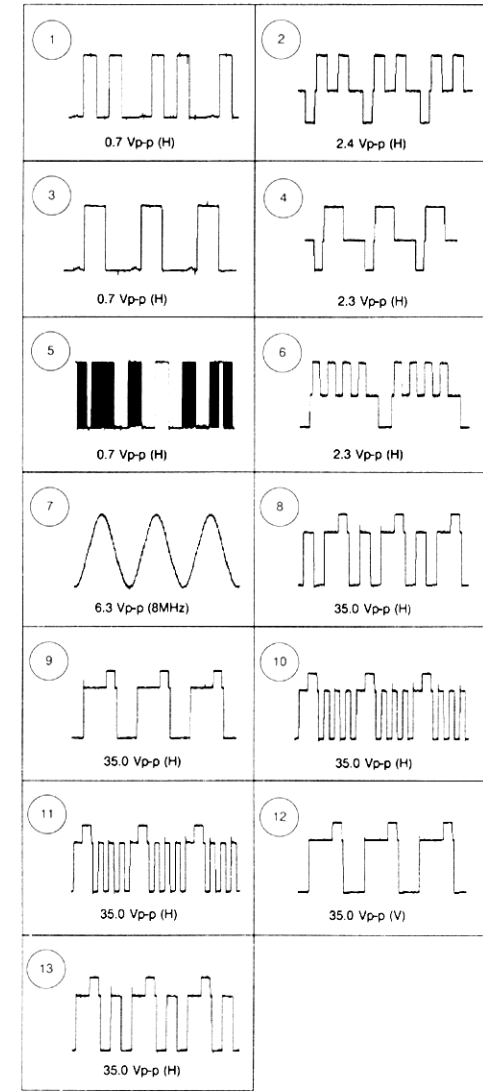 1
0.7 Vp-p (H)
2
2.4 Vp-p (H)
3
0.7 Vp-p (H)
4
2.3 Vp-p (H)
5
0.7 Vp-p (H)
6
2.3 Vp-p (H)
7
6.3 Vp-p (8MHz)
8
35.0 Vp-p (H)
9
35.0 Vp-p (H)
10
35.0 Vp-p (H)
11
35.0 Vp-p (H)
12
35.0 Vp-p (V)
13
35.0 Vp-p (H)